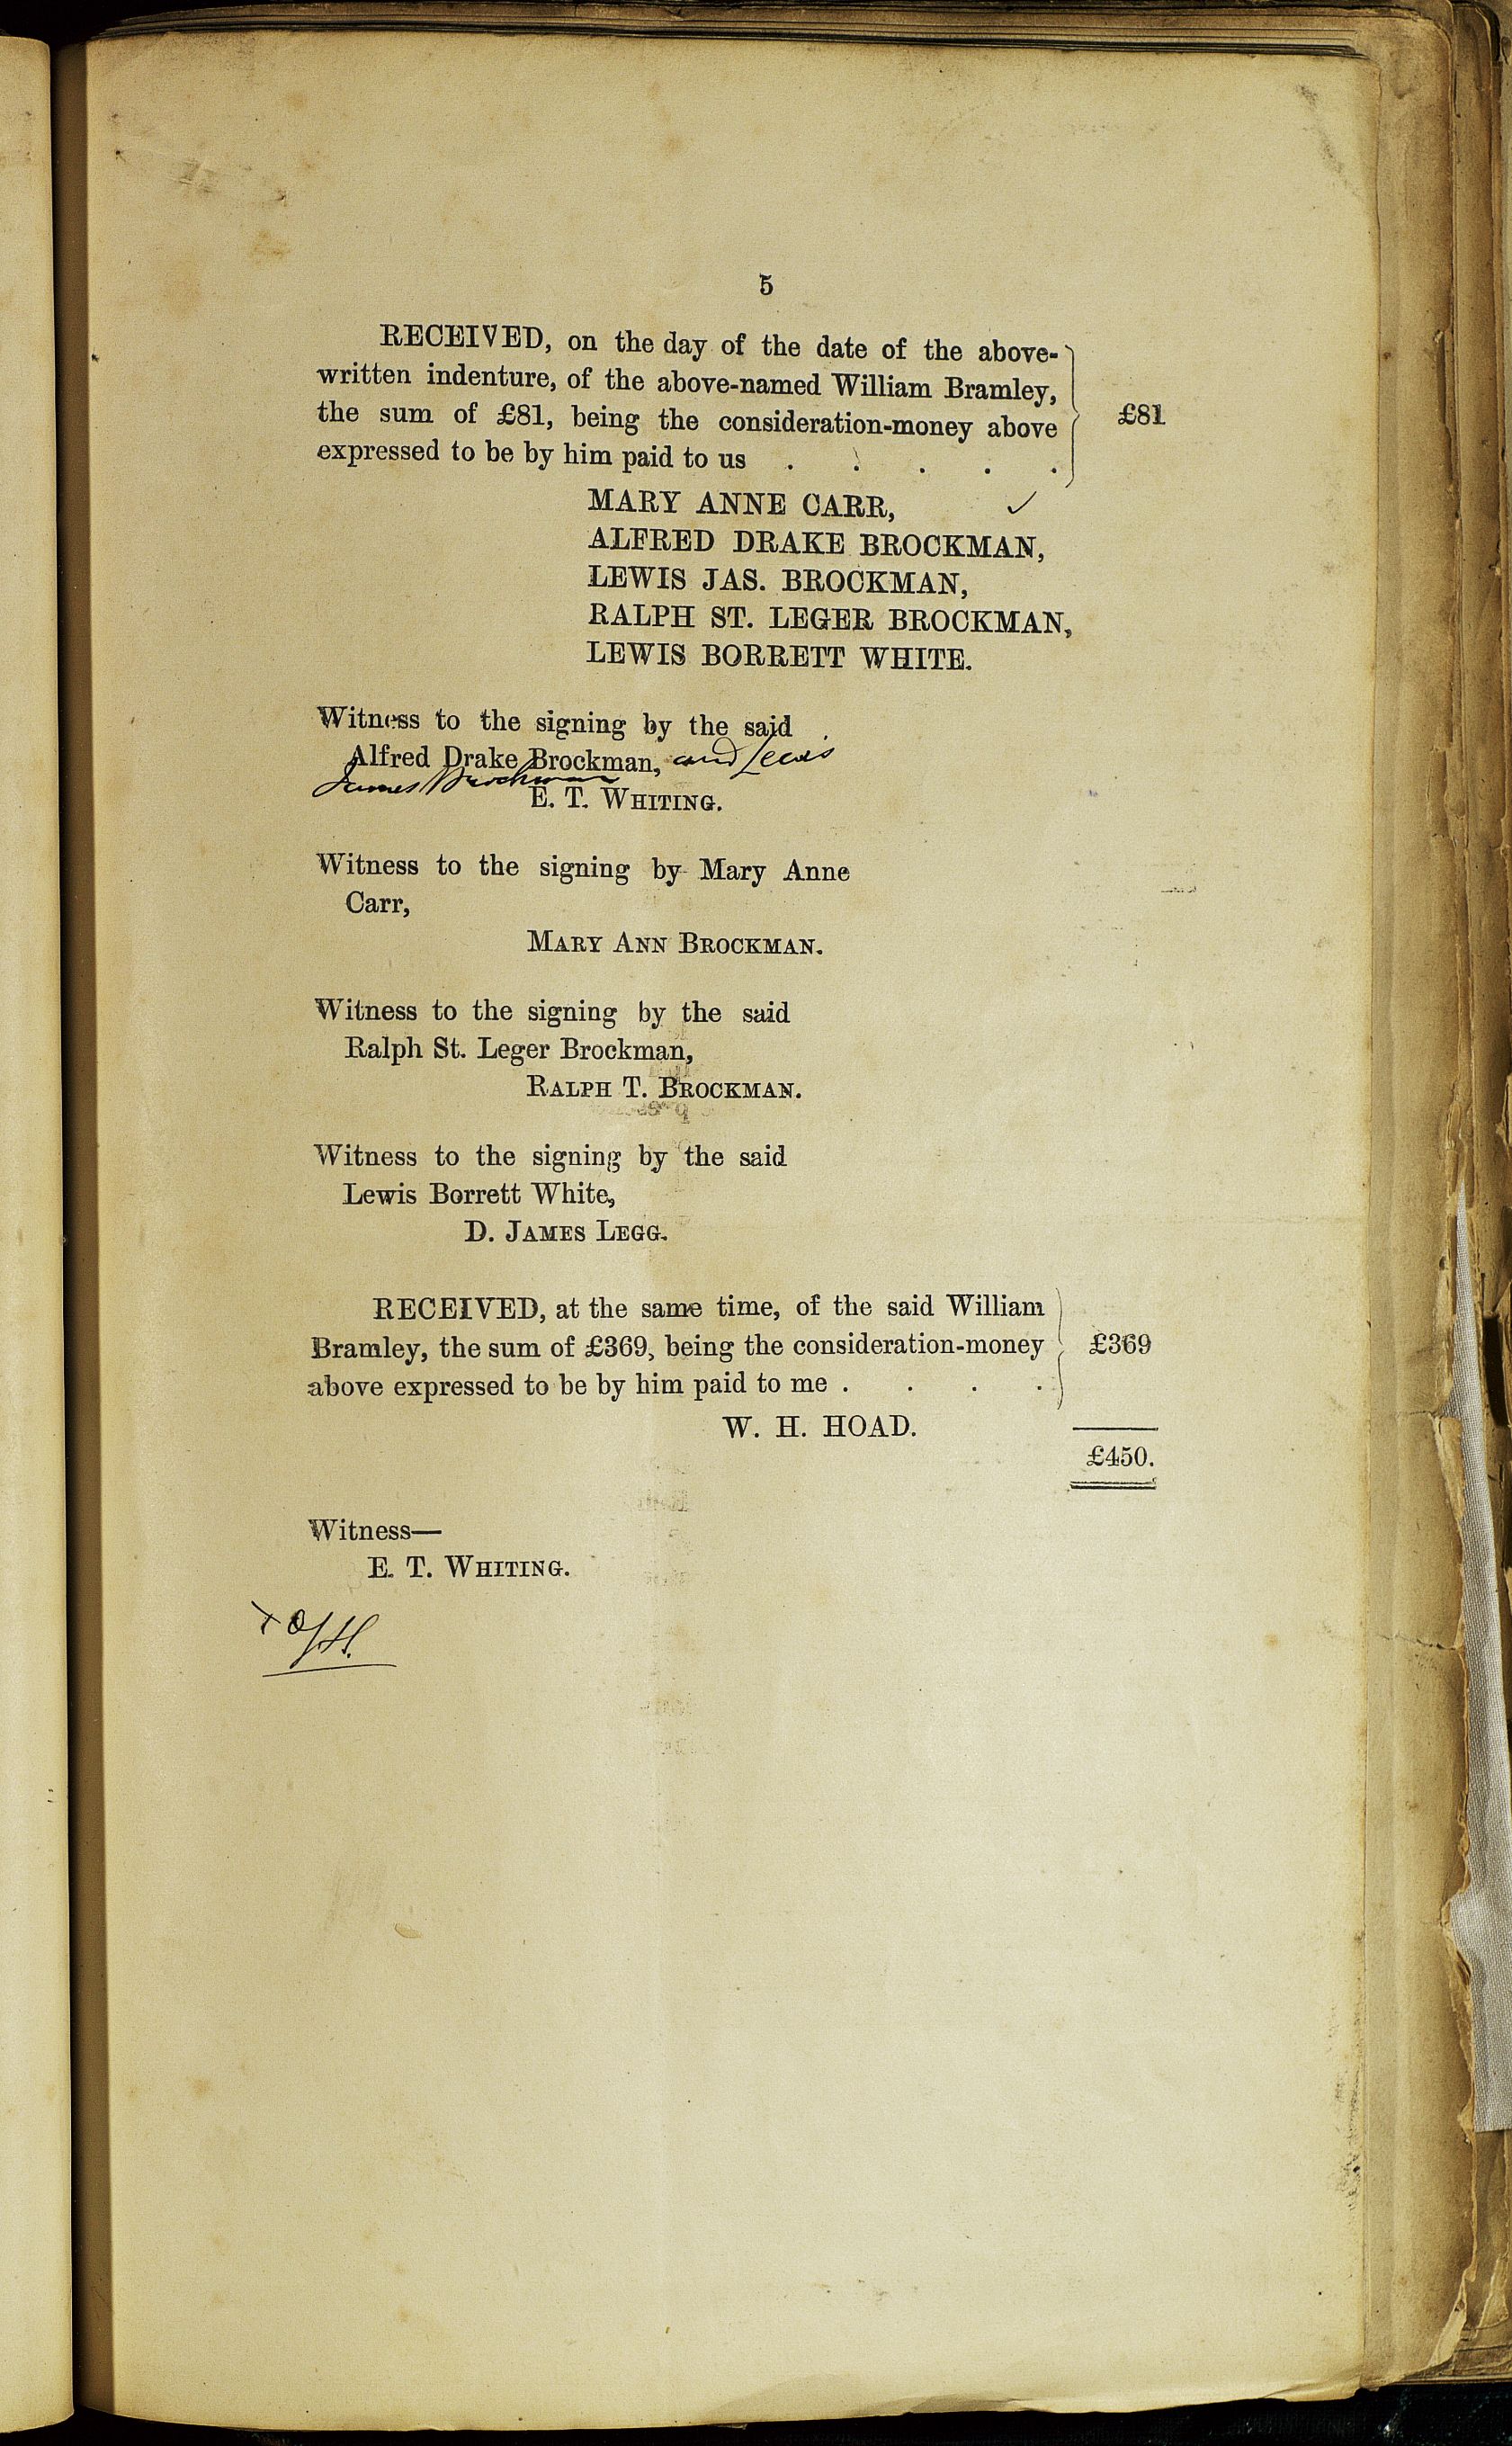 5
RECEIVED, on the day of the date of the above-
written indenture, of the above-named William Bramley,
the sum of £81, being the consideration-money above
expressed to be by him paid to us . . . . .
£81
MARY ANNE CARR, ✓
ALFRED DRAKE BROCKMAN,
LEWIS JAS. BROCKMAN,
RALPH ST. LEGER BROCKMAN,
LEWIS BORRETT WHITE.
Witness to the signing by the said
Alfred Drake Brockman, and Lewis
James Brockman
E. T. WHITING.
Witness to the signing by Mary Anne
Carr,
MARY ANN BROCKMAN.
Witness to the signing by the said
Ralph St. Leger Brockman,
RALPH T. BROCKMAN.
Witness to the signing by the said
Lewis Borrett White,
D. JAMES LEGG.
RECEIVED, at the same time, of the said William
Bramley, the sum of £369, being the consideration-money
above expressed to be by him paid to me . . . .
£369
W. H. HOAD.
£450.
Witness—
E. T. WHITING.